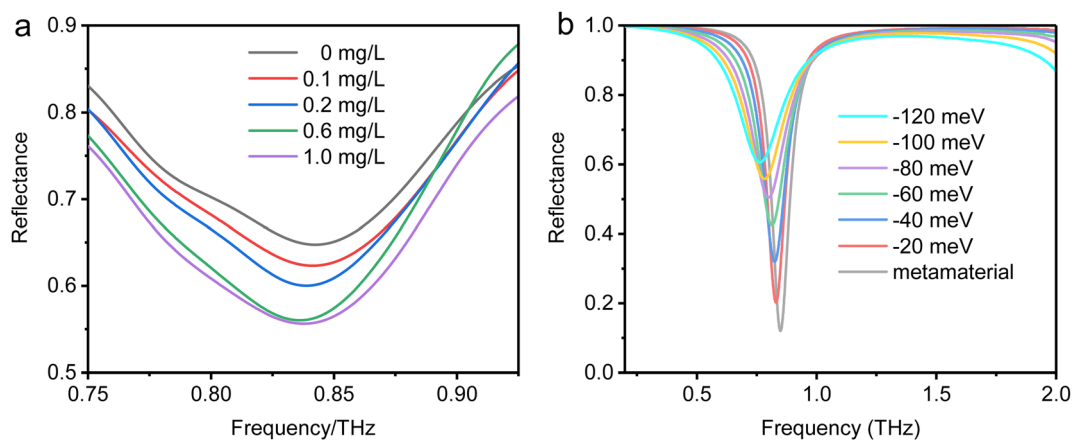 a
0.9
0.8
0.7
0.6
0.5
Reflectance
0 mg/L
0.1 mg/L
0.2 mg/L
0.6 mg/L
1.0 mg/L
0.75
0.80
0.85
0.90
Frequency/THz
b
1.0
0.8
0.6
0.4
0.2
0.0
Reflectance
-120 meV
-100 meV
-80 meV
-60 meV
-40 meV
-20 meV
metamaterial
0.5
1.0
1.5
2.0
Frequency (THz)